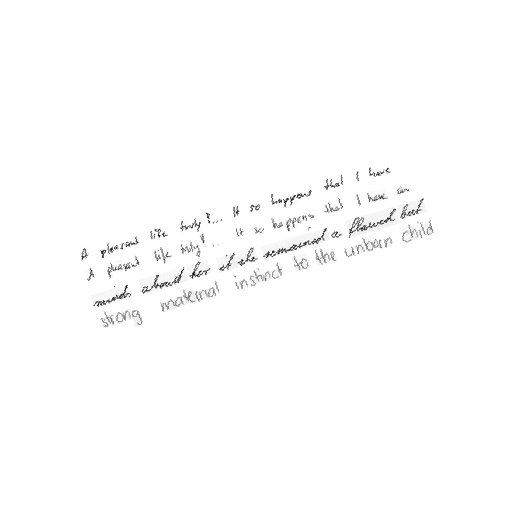 A pleasant life truly!... It so happens that I have
A pleasant life truly! ... It so happens that I have an
mind about her if she remained a flawed but
strong maternal instinct to the unborn child